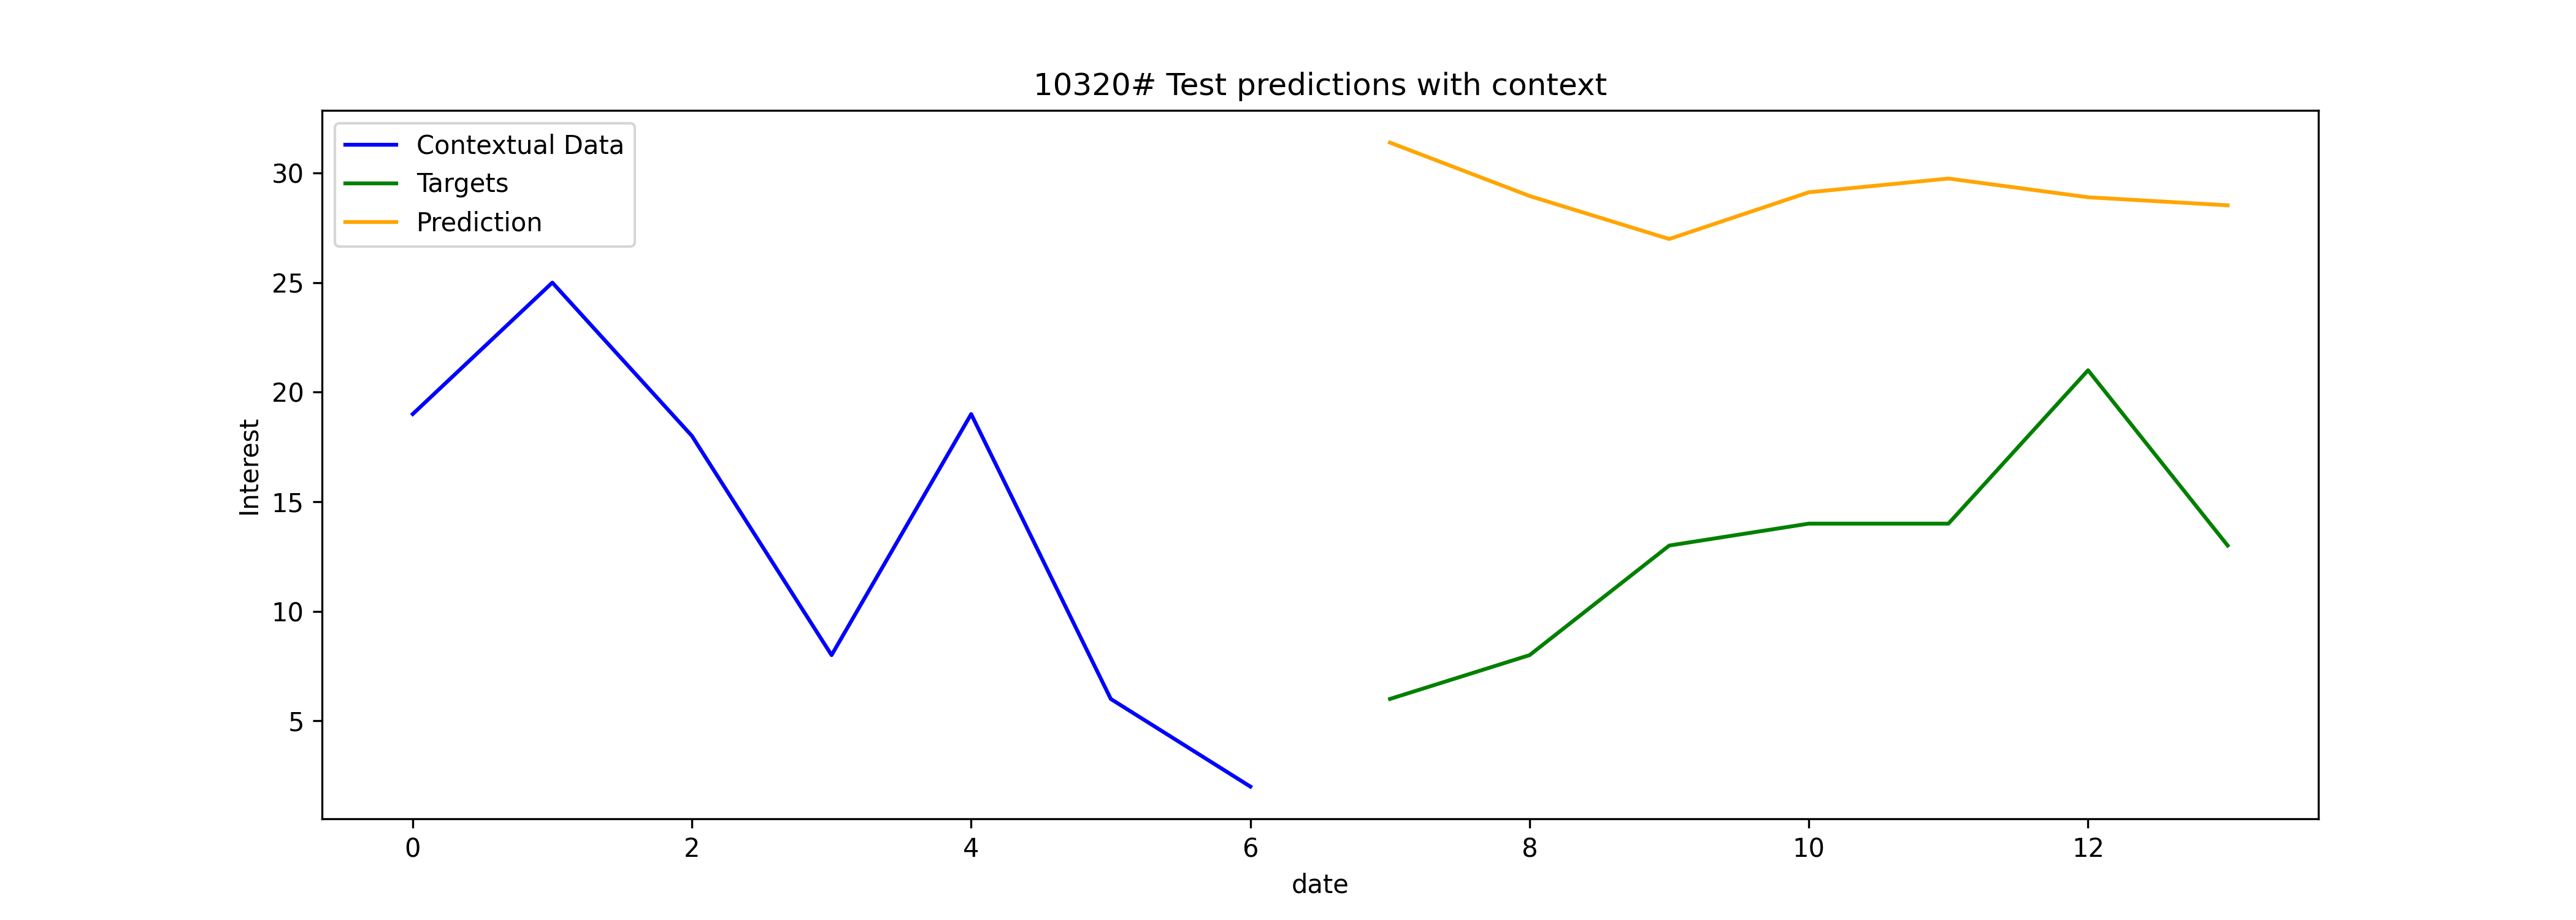 10320# Test predictions with context
Contextual Data
Targets
Prediction
30
25
20
15
10
5
Interest
0 2 4 6 8 10 12
date